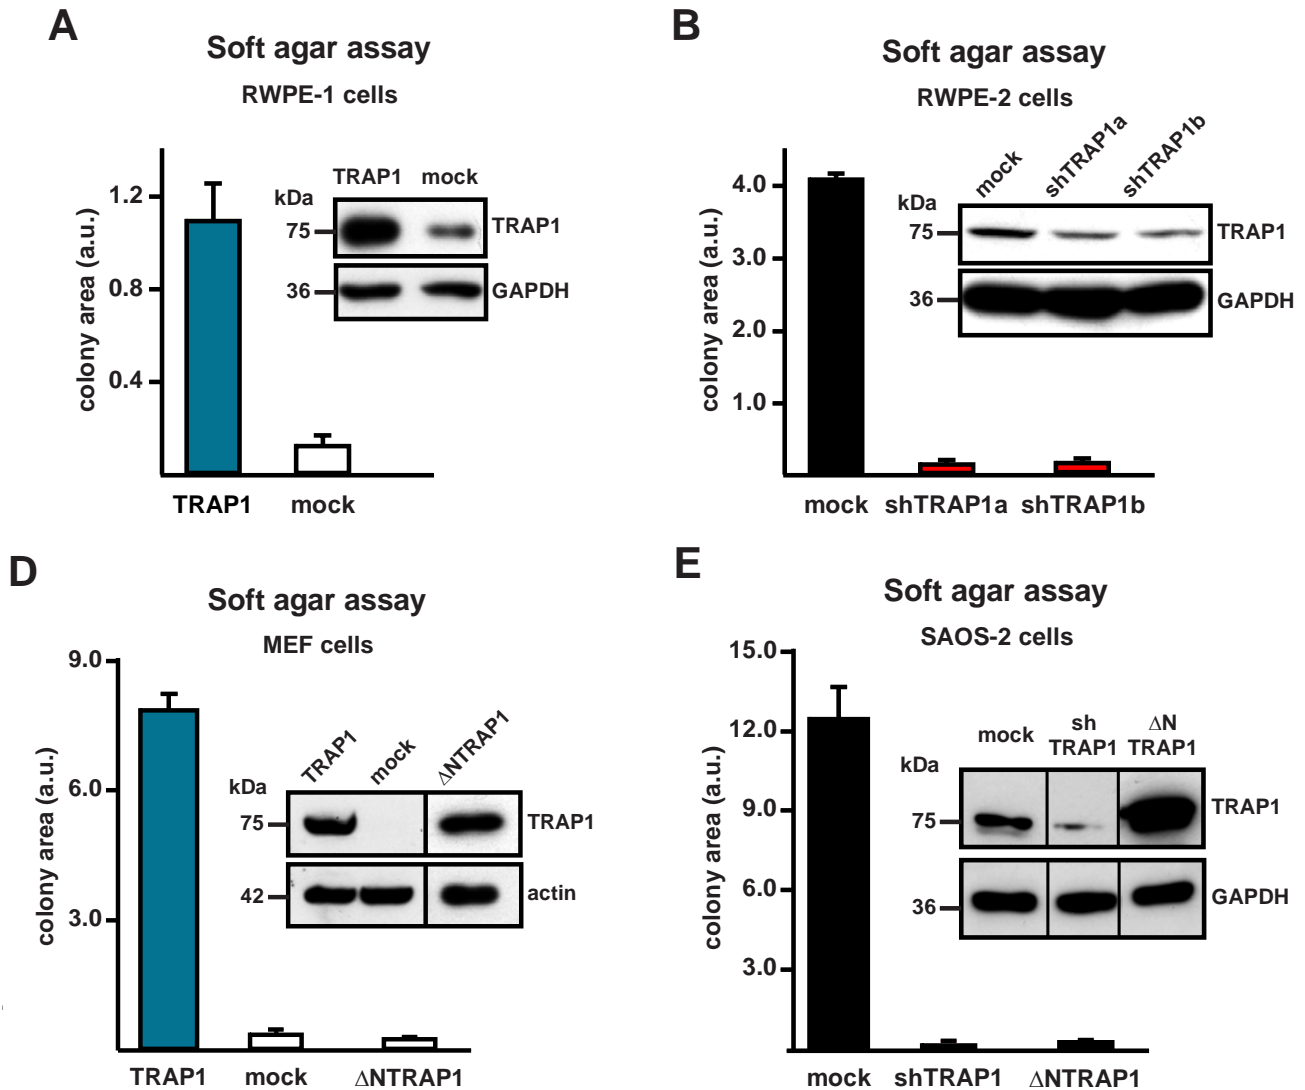 A
Soft agar assay
RWPE-1 cells
colony area (a.u.)
1.2
0.8
0.4
TRAP1 mock
kDa
75
TRAP1
36
GAPDH
TRAP1 mock
B
Soft agar assay
RWPE-2 cells
colony area (a.u.)
4.0
3.0
2.0
1.0
mock shTRAP1a shTRAP1b
kDa
75
TRAP1
36
GAPDH
mock shTRAP1a shTRAP1b
D
Soft agar assay
MEF cells
colony area (a.u.)
9.0
6.0
3.0
TRAP1 mock ΔNTRAP1
kDa
75
TRAP1
42
actin
TRAP1 mock ΔNTRAP1
E
Soft agar assay
SAOS-2 cells
colony area (a.u.)
15.0
12.0
9.0
6.0
3.0
mock sh ΔN
TRAP1 TRAP1
kDa
75
TRAP1
36
GAPDH
mock shTRAP1 ΔNTRAP1